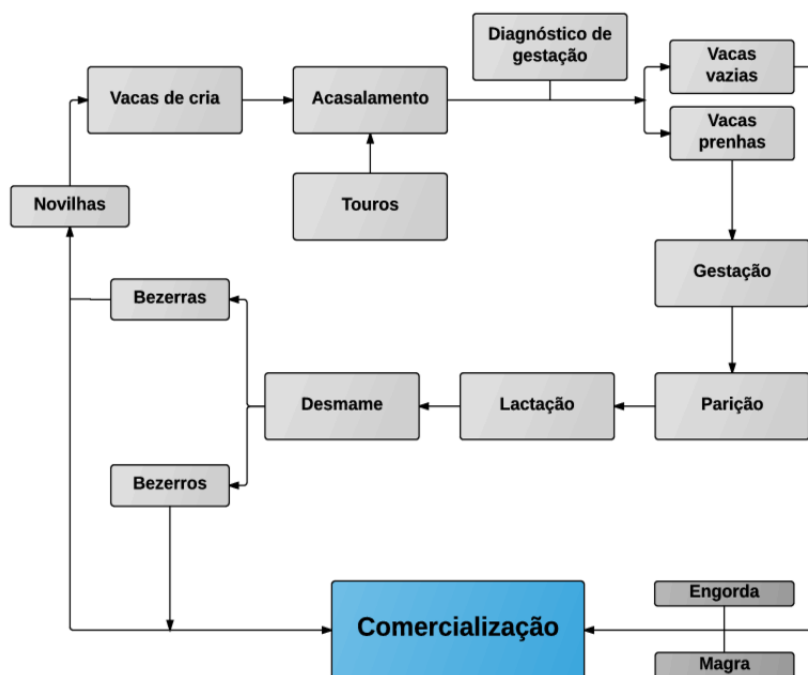 Diagnóstico de
gestação
Vacas
vazias
Vacas de cria
Acasalamento
Vacas
prenhas
Novilhas
Touros
Gestação
Bezerras
Desmame
Lactação
Parição
Bezerros
Engorda
Comercialização
Magra